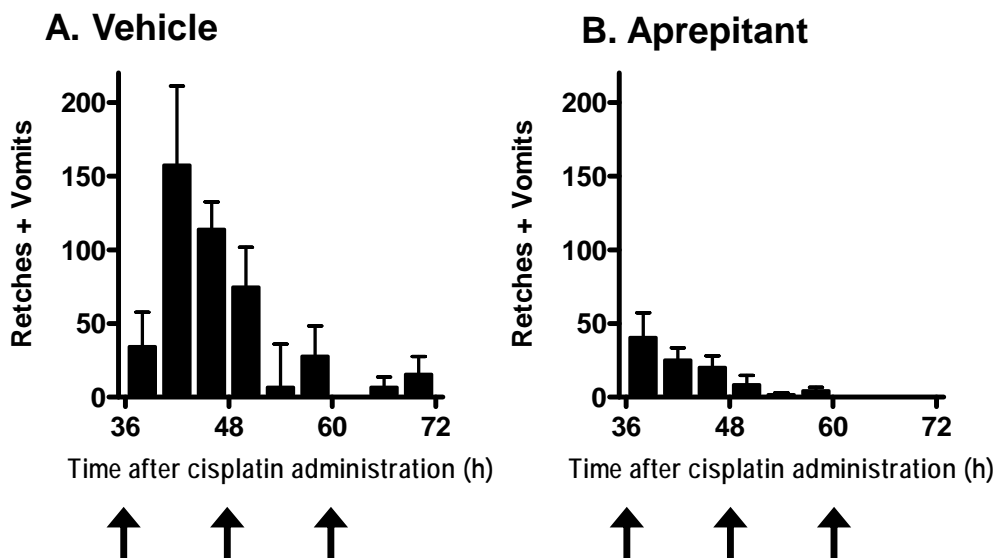 A. Vehicle
Retches + Vomits
200
150
100
50
0
36 48 60 72
Time after cisplatin administration (h)
B. Aprepitant
Retches + Vomits
200
150
100
50
0
36 48 60 72
Time after cisplatin administration (h)